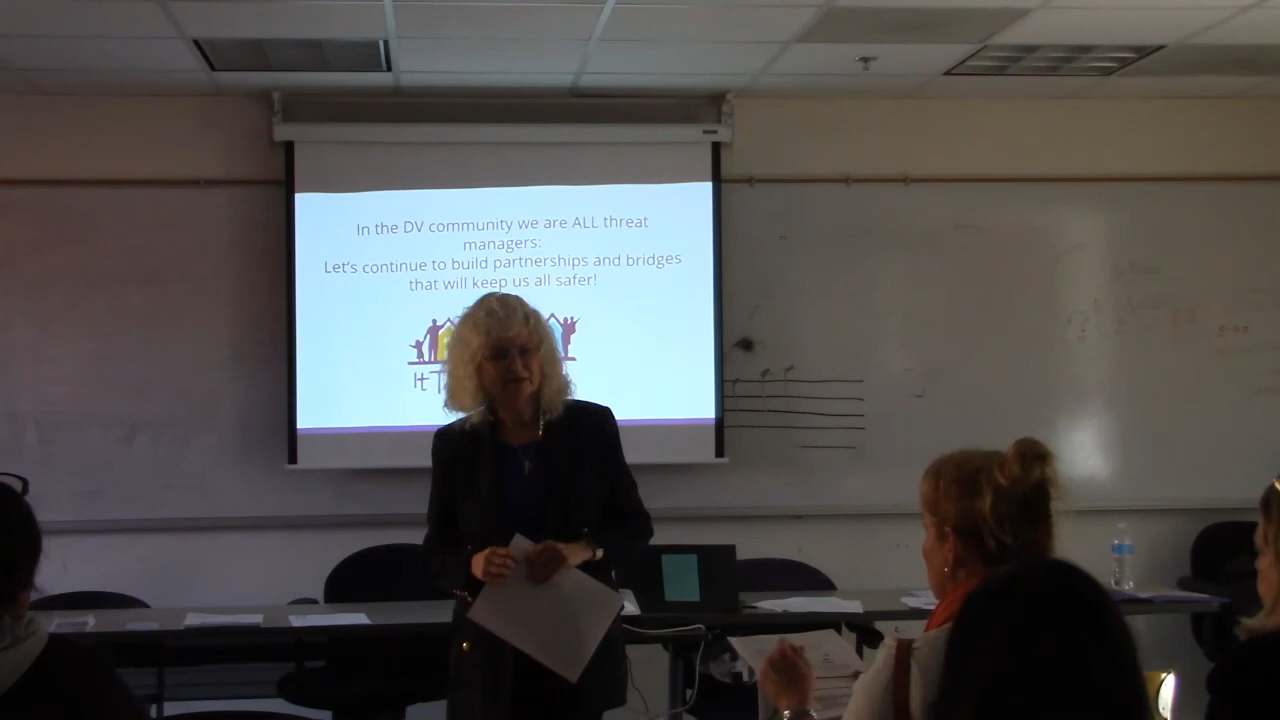 In the DV community we are ALL threat
managers:
Let's continue to build partnerships and bridges
that will keep us all safer!
It T